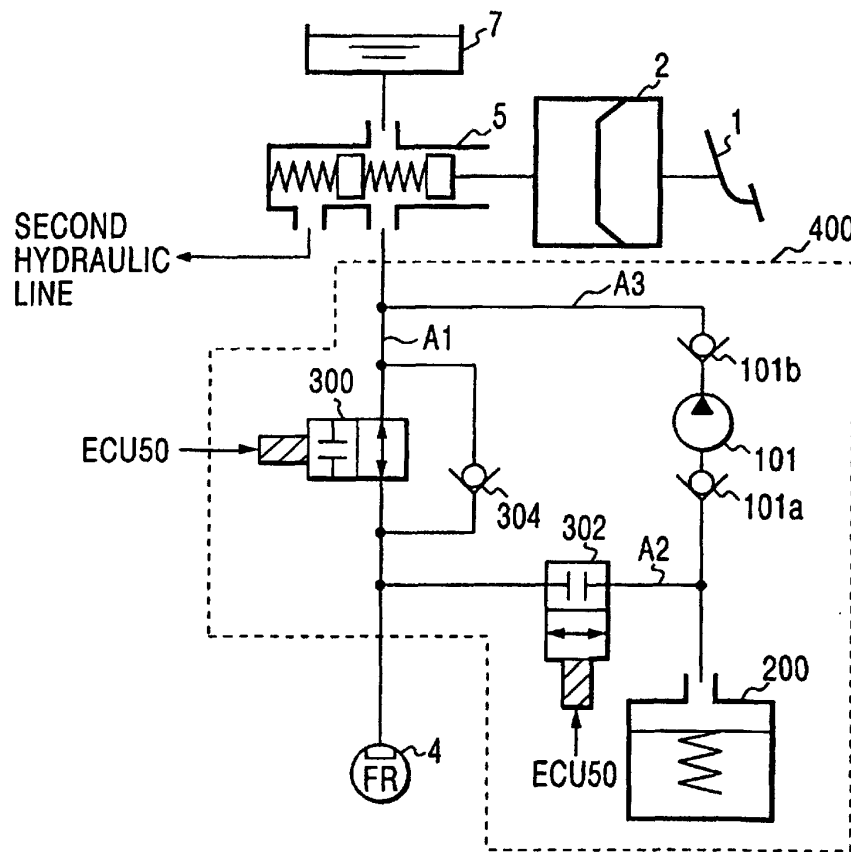 7
2
5
1
SECOND
HYDRAULIC
LINE
400
A3
A1
101b
300
ECU50
101
304
101a
302
A2
200
4
FR
ECU50